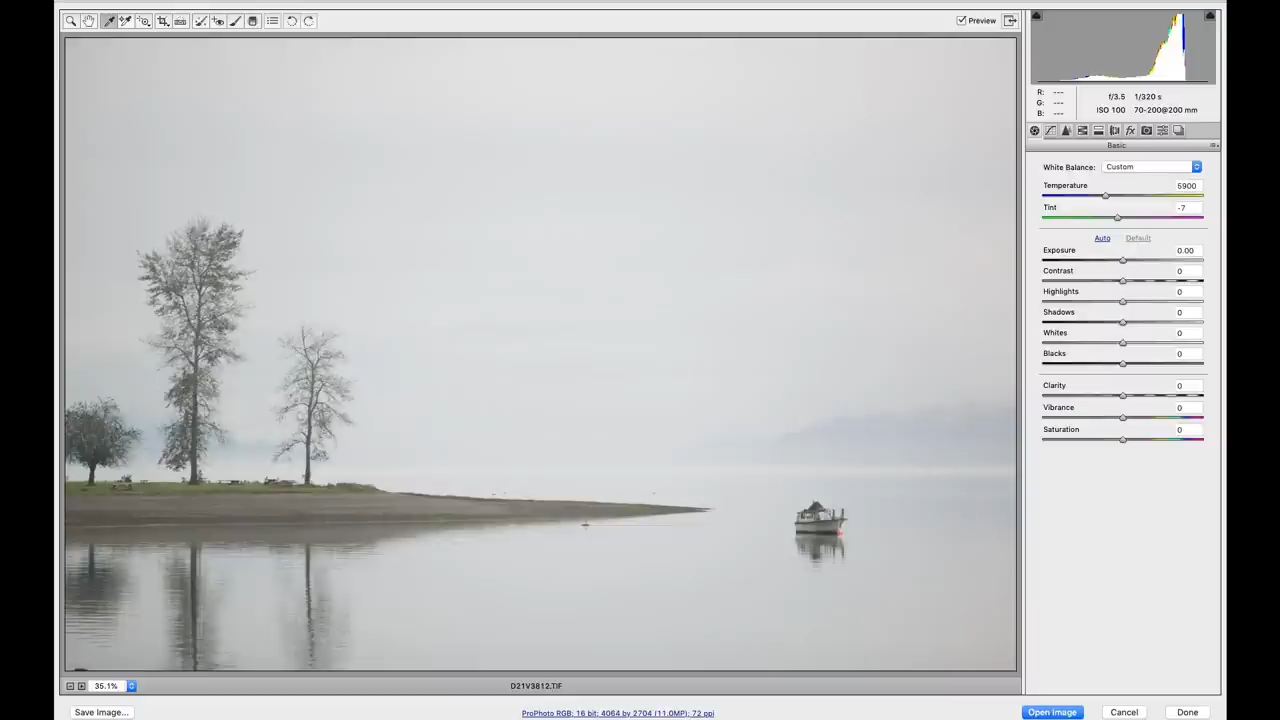 Preview
R: ---
G: ---
B: ---
f/3.5 1/320 s
ISO 100 70-200@200 mm
fx
Basic
White Balance: Custom
Temperature 5900
Tint -7
Auto Default
Exposure 0.00
Contrast 0
Highlights 0
Shadows 0
Whites 0
Blacks 0
Clarity 0
Vibrance 0
Saturation 0
35.1%
D21V3812.TIF
Save Image...
ProPhoto RGB; 16 bit; 4064 by 2704 (11.0MP); 72 ppi
Open Image Cancel Done